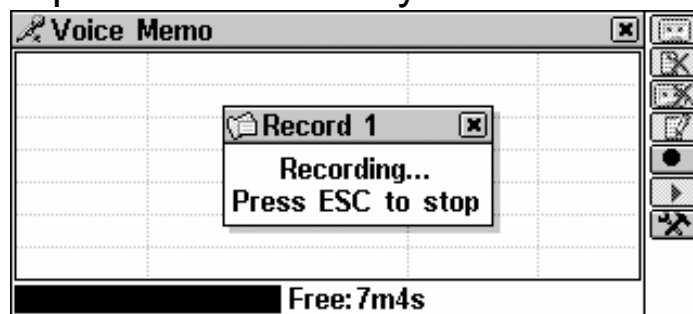 Voice Memo
Record 1
Recording...
Press ESC to stop
Free:7m4s